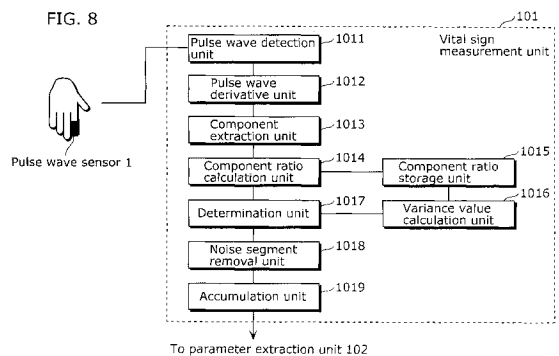 FIG. 8
101
Vital sign
measurement unit
Pulse wave detection
unit
1011
Pulse wave
derivative unit
1012
Component
extraction unit
1013
Component ratio
calculation unit
1014
Component ratio
storage unit
1015
Variance value
calculation unit
1016
Determination unit
1017
Noise segment
removal unit
1018
Accumulation unit
1019
Pulse wave sensor 1
To parameter extraction unit 102